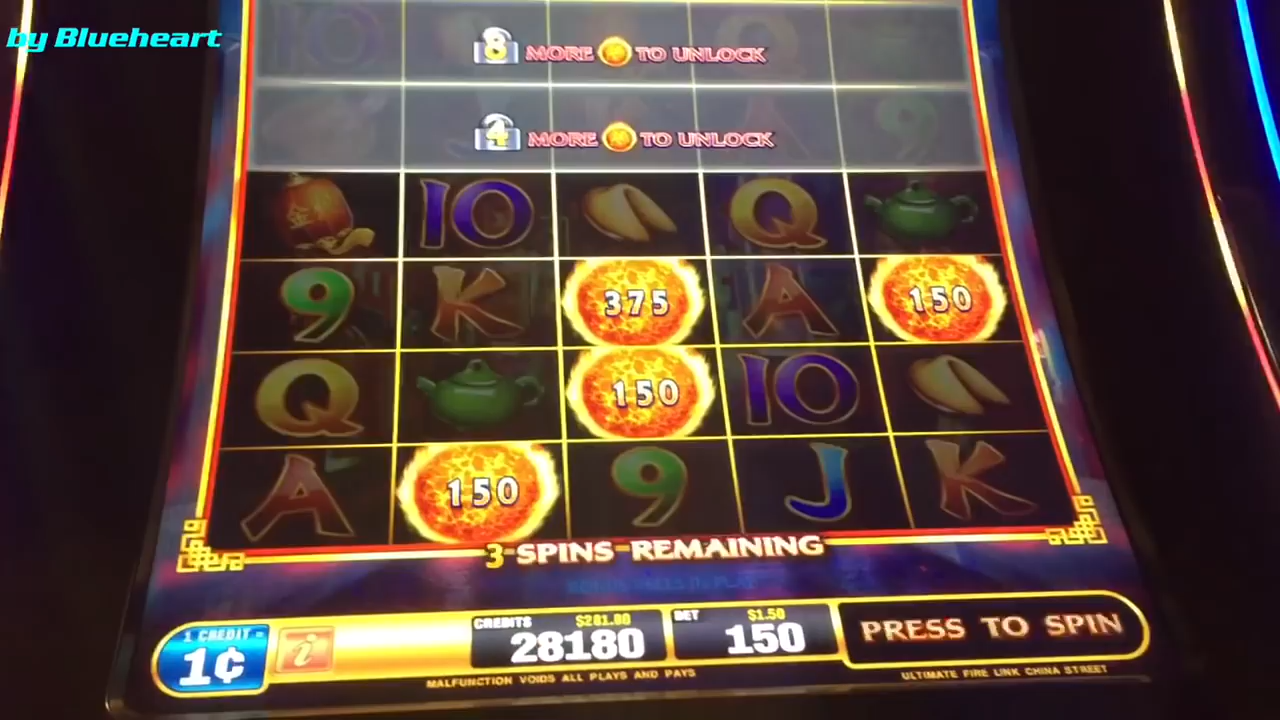 by Blueheart
8 MORE TO UNLOCK
4 MORE TO UNLOCK
10 Q
9 K 375 A 150
Q 150 10
A 150 9 J K
3 SPINS REMAINING
1 CREDIT =
1¢
i
CREDITS $281.80
28180
BET $1.50
150
PRESS TO SPIN
MALFUNCTION VOIDS ALL PLAYS AND PAYS
ULTIMATE FIRE LINK CHINA STREET